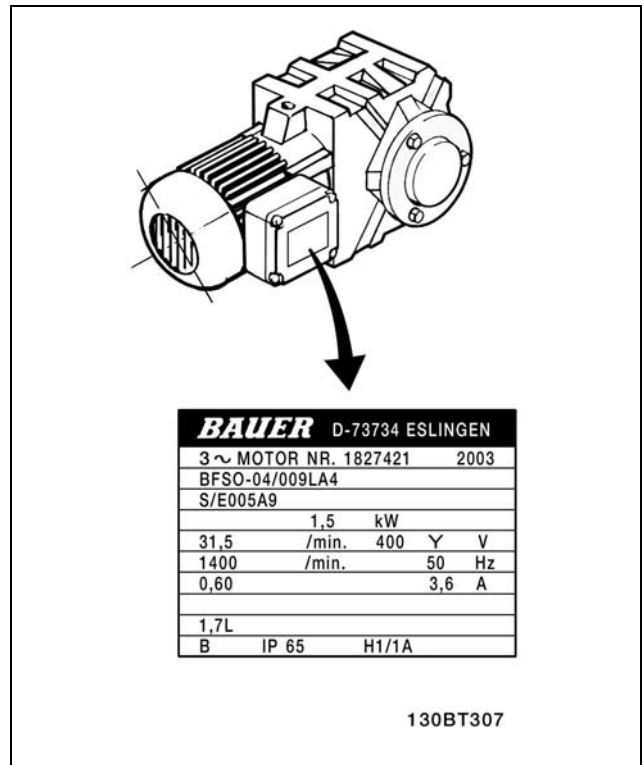 BAUER D-73734 ESLINGEN
3~ MOTOR NR. 1827421 2003
BFSO-04/009LA4
S/E005A9
1,5 kW
31,5 /min. 400 Y V
1400 /min. 50 Hz
0,60 3,6 A
1,7L
B IP 65 H1/1A
130BT307